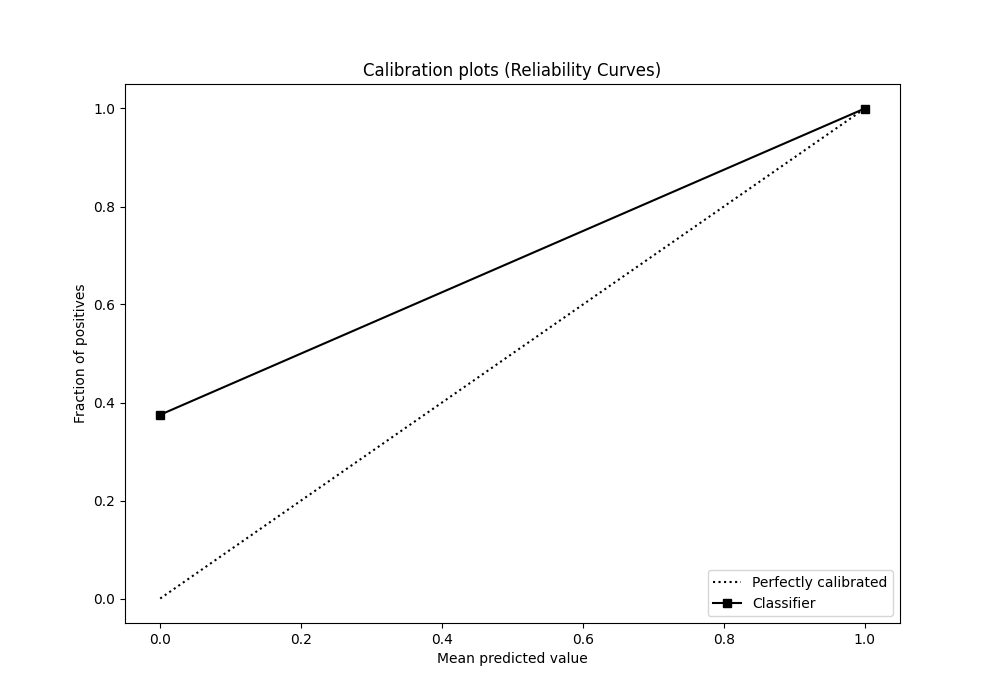 Calibration plots (Reliability Curves)
1.0
0.8
0.6
0.4
0.2
0.0
Fraction of positives
0.0 0.2 0.4 0.6 0.8 1.0
Mean predicted value
Perfectly calibrated
Classifier